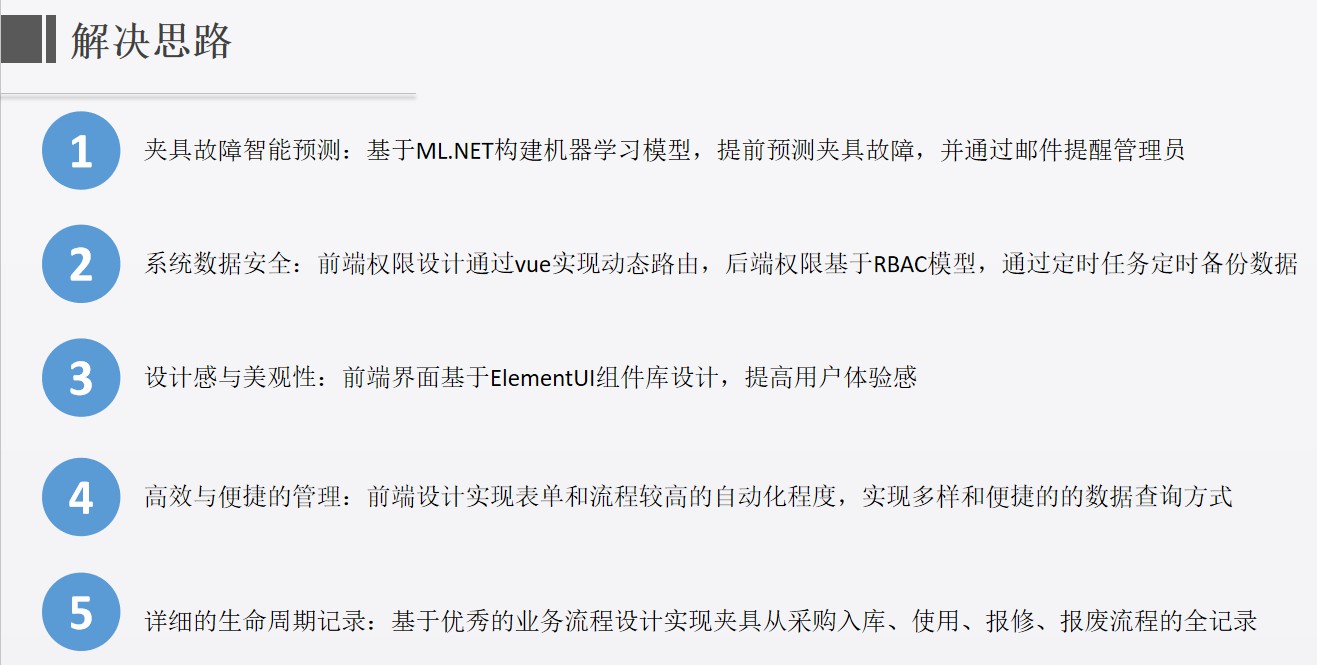 解决思路
1 夹具故障智能预测：基于ML.NET构建机器学习模型，提前预测夹具故障，并通过邮件提醒管理员
2 系统数据安全：前端权限设计通过vue实现动态路由，后端权限基于RBAC模型，通过定时任务定时备份数据
3 设计感与美观性：前端界面基于ElementUI组件库设计，提高用户体验感
4 高效与便捷的管理：前端设计实现表单和流程较高的自动化程度，实现多样和便捷的的数据查询方式
5 详细的生命周期记录：基于优秀的业务流程设计实现夹具从采购入库、使用、报修、报废流程的全记录